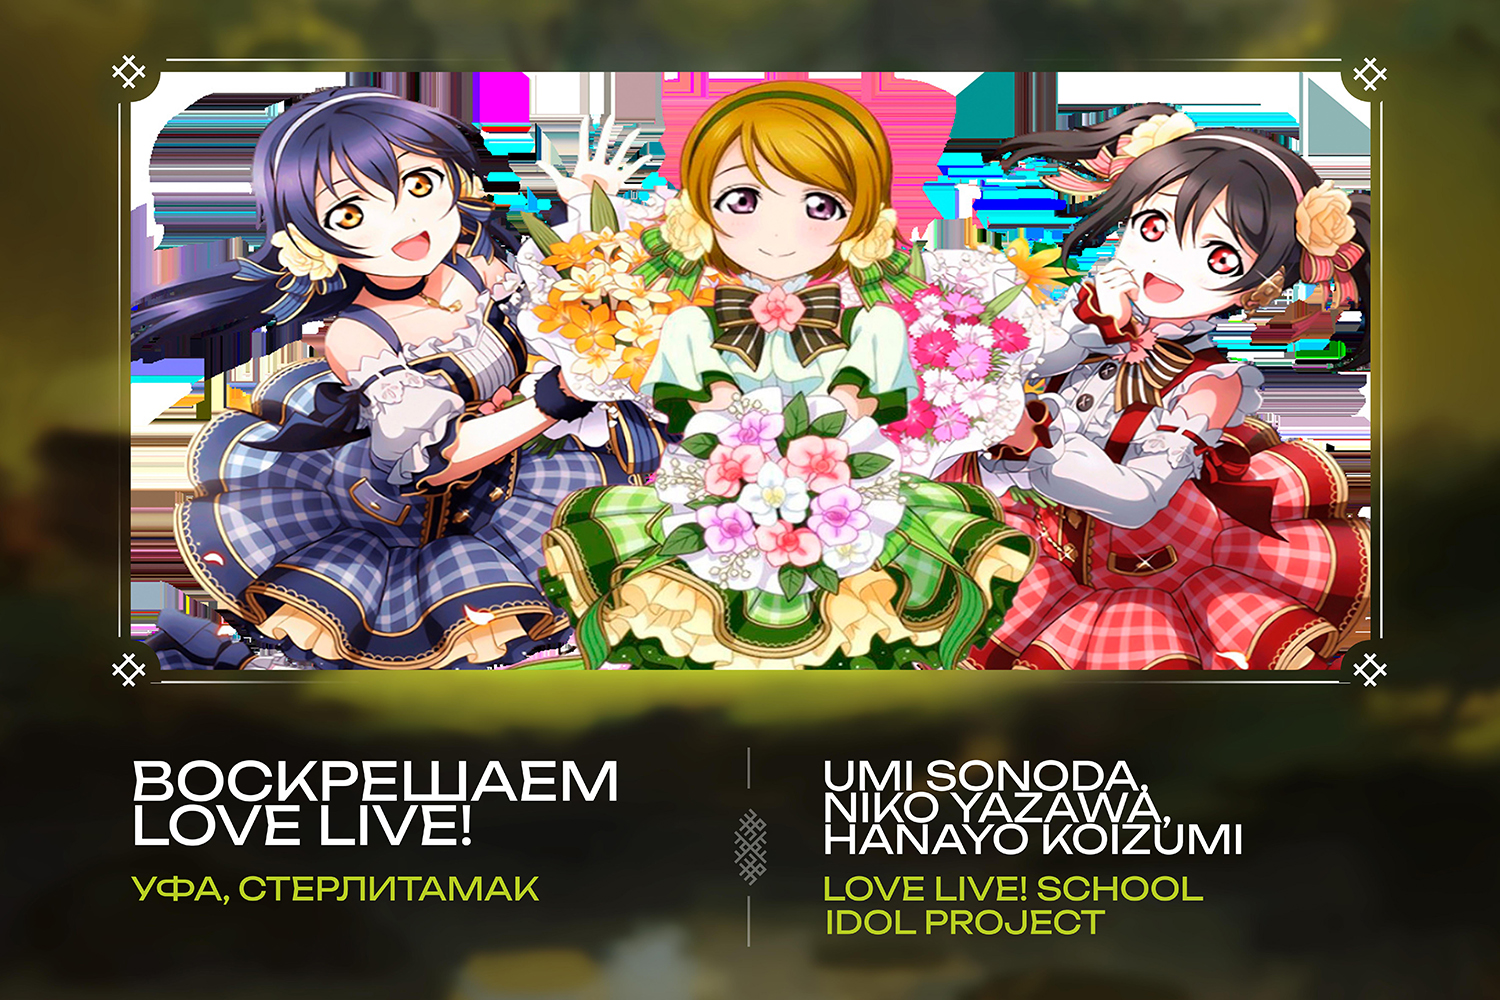 ВОСКРЕШАЕМ
LOVE LIVE!
УФА, СТЕРЛИТАМАК
UMI SONODA,
NIKO YAZAWA,
HANAYO KOIZUMI
LOVE LIVE! SCHOOL
IDOL PROJECT